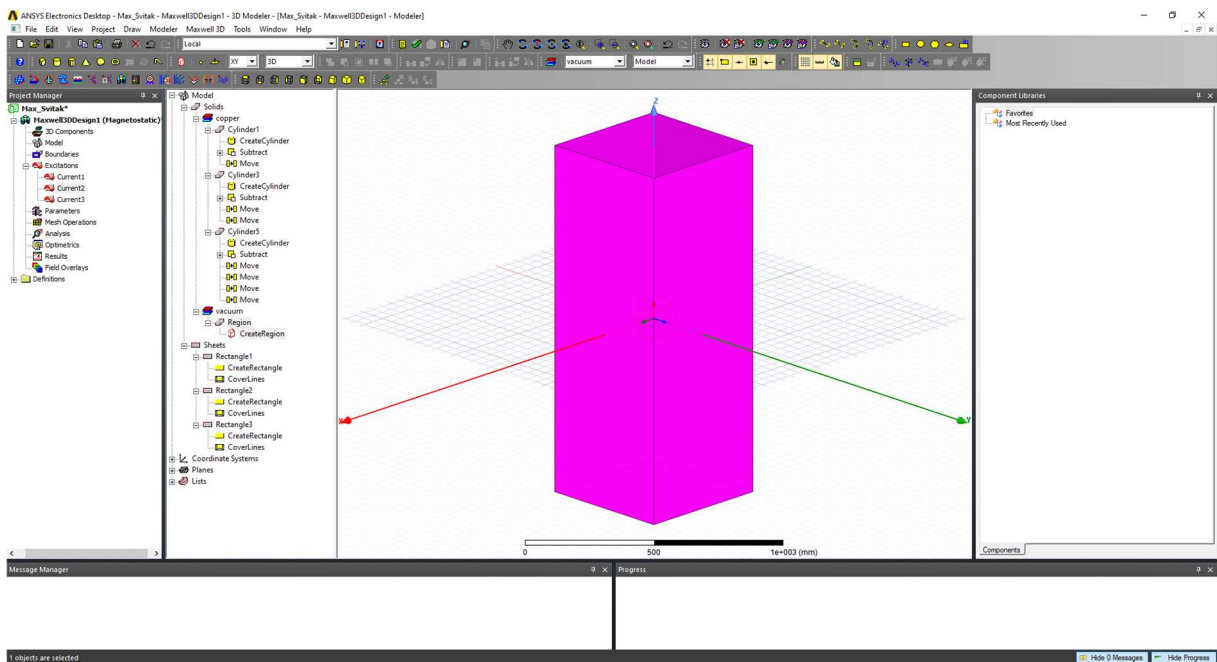 ANSYS Electronics Desktop - Max_Svitak - Maxwell3DDesign1 - 3D Modeler - [Max_Svitak - Maxwell3DDesign1 - Modeler]
File Edit View Project Draw Modeler Maxwell 3D Tools Window Help
Local
XY 3D vacuum Model
Project Manager
Max_Svitak*
Maxwell3DDesign1 (Magnetostatic)*
3D Components
Model
Boundaries
Excitations
Current1
Current2
Current3
Parameters
Mesh Operations
Analysis
Optimetrics
Results
Field Overlays
Definitions
Model
Solids
copper
Cylinder1
CreateCylinder
Subtract
Move
Cylinder3
CreateCylinder
Subtract
Move
Move
Cylinder5
CreateCylinder
Subtract
Move
Move
Move
Move
vacuum
Region
CreateRegion
Sheets
Rectangle1
CreateRectangle
CoverLines
Rectangle2
CreateRectangle
CoverLines
Rectangle3
CreateRectangle
CoverLines
Coordinate Systems
Planes
Lists
Z
X
Y
0 500 1e+003 (mm)
Component Libraries
Favorites
Most Recently Used
Components
Message Manager
Progress
1 objects are selected
Hide 0 Messages Hide Progress